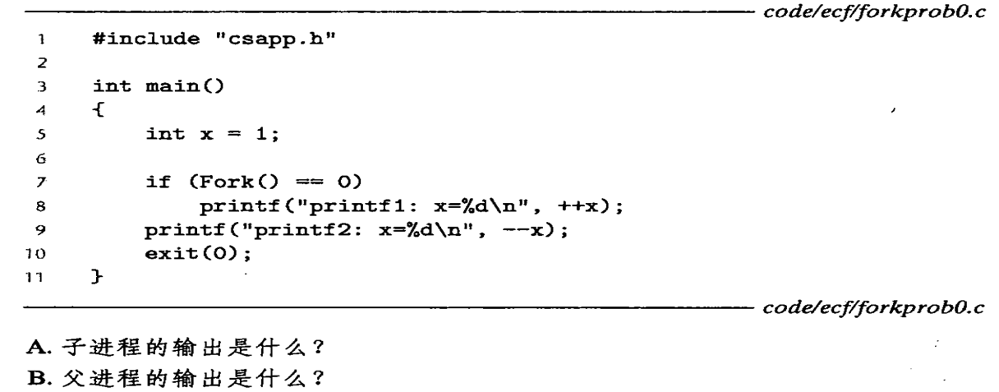 code/ecf/forkprob0.c
1 #include "csapp.h"
2
3 int main()
4 {
5     int x = 1;
6
7     if (Fork() == 0)
8         printf("printf1: x=%d\n", ++x);
9     printf("printf2: x=%d\n", --x);
10     exit(0);
11 }
code/ecf/forkprob0.c
A. 子进程的输出是什么?
B. 父进程的输出是什么?